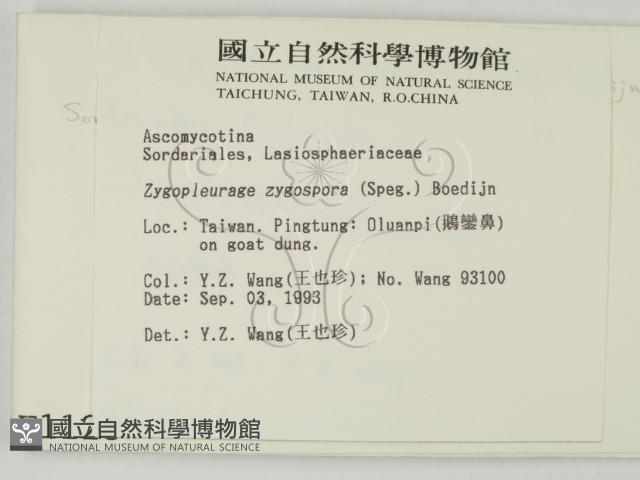 國立自然科學博物館
NATIONAL MUSEUM OF NATURAL SCIENCE
TAICHUNG, TAIWAN, R.O.CHINA
Ascomycotina
Sordariales, Lasiosphaeriaceae
Zygopleurage zygospora (Speg.) Boedijn
Loc.: Taiwan. Pingtung: Oluanpi(鵝鑾鼻)
on goat dung.
Col.: Y.Z. Wang(王也珍); No. Wang 93100
Date: Sep. 03, 1993
Det.: Y.Z. Wang(王也珍)
國立自然科學博物館
NATIONAL MUSEUM OF NATURAL SCIENCE